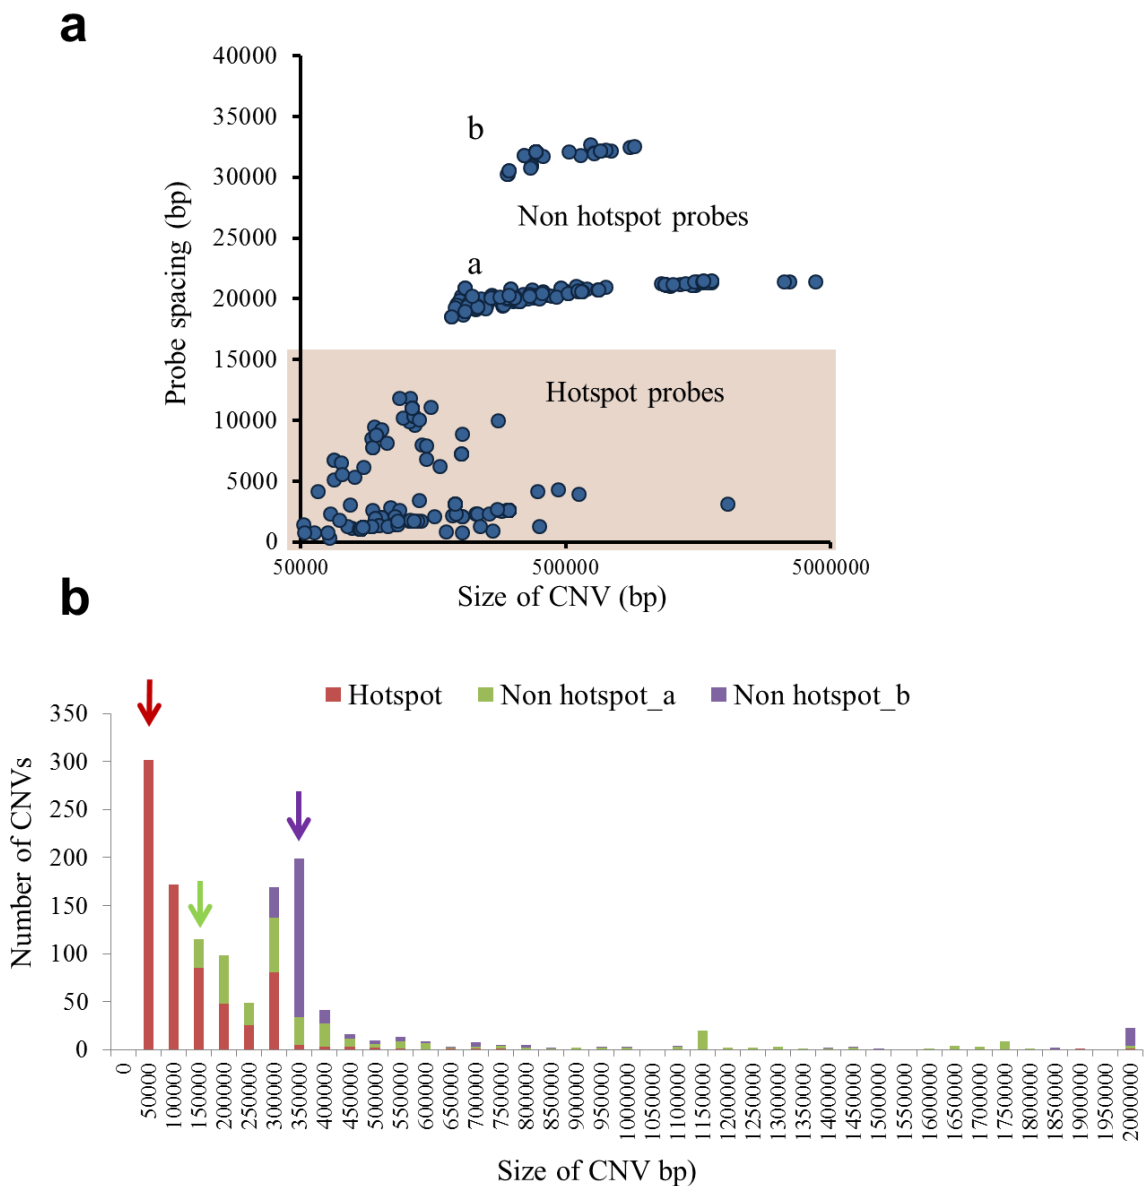 a
40000
35000
30000
25000
20000
15000
10000
5000
0
Probe spacing (bp)
b
Non hotspot probes
a
Hotspot probes
50000 500000 5000000
Size of CNV (bp)
b
Hotspot Non hotspot_a Non hotspot_b
350
300
250
200
150
100
50
0
Number of CNVs
0 50000 100000 150000 200000 250000 300000 350000 400000 450000 500000 550000 600000 650000 700000 750000 800000 850000 900000 950000 1000000 1100000 1150000 1200000 1250000 1300000 1350000 1400000 1450000 1500000 1600000 1650000 1700000 1750000 1800000 1850000 1900000 1950000 2000000
Size of CNV bp)